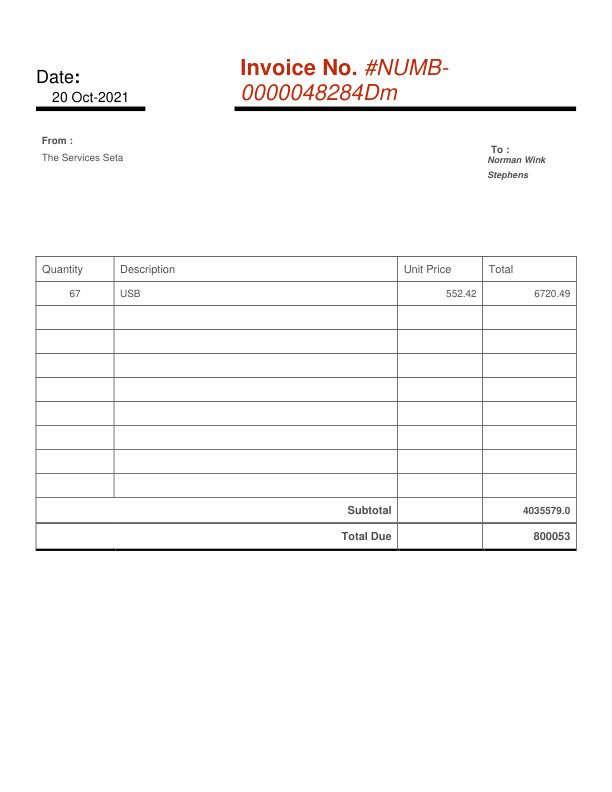 Date:
20 Oct-2021
Invoice No. #NUMB-
0000048284Dm
From :
The Services Seta
To :
Norman Wink
Stephens
Quantity Description Unit Price Total
67 USB 552.42 6720.49
Subtotal 4035579.0
Total Due 800053